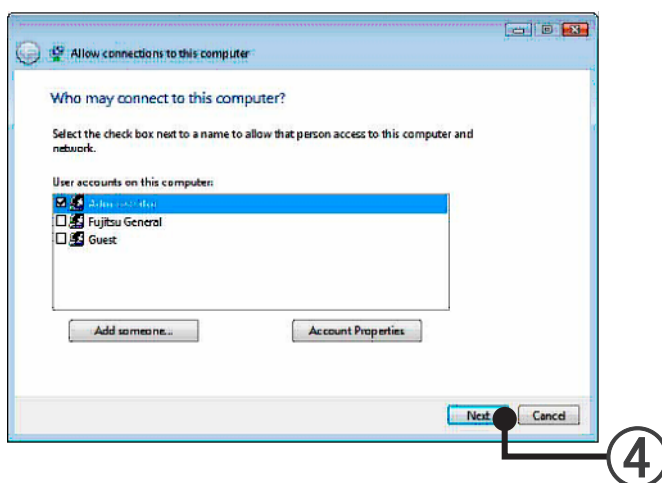 Allow connections to this computer
Who may connect to this computer?
Select the check box next to a name to allow that person access to this computer and
network.
User accounts on this computer:
Administrator
Fujitsu General
Guest
Add someone...
Account Properties
Next
Cancel
4